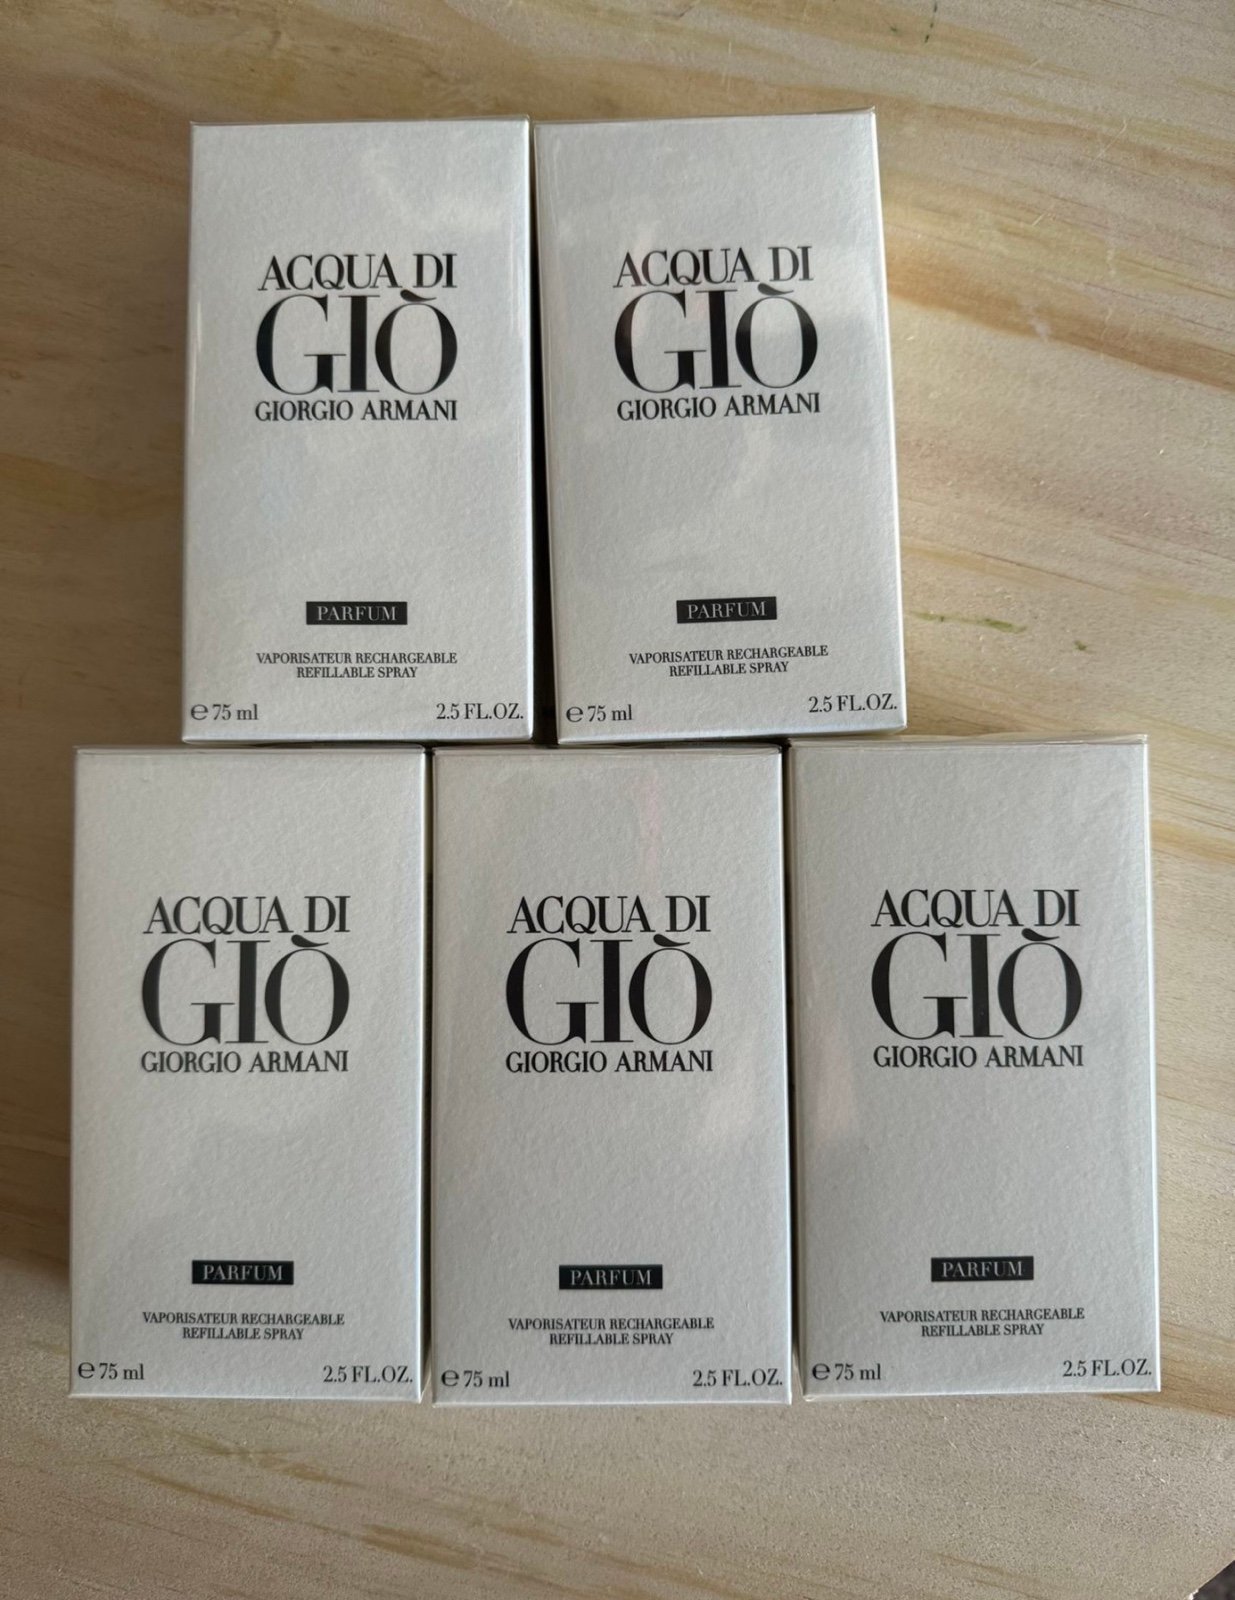 ACQUA DI
GIÒ
GIORGIO ARMANI
PARFUM
VAPORISATEUR RECHARGEABLE
REFILLABLE SPRAY
℮ 75 ml 2.5 FL.OZ.
ACQUA DI
GIÒ
GIORGIO ARMANI
PARFUM
VAPORISATEUR RECHARGEABLE
REFILLABLE SPRAY
℮ 75 ml 2.5 FL.OZ.
ACQUA DI
GIÒ
GIORGIO ARMANI
PARFUM
VAPORISATEUR RECHARGEABLE
REFILLABLE SPRAY
℮ 75 ml 2.5 FL.OZ.
ACQUA DI
GIÒ
GIORGIO ARMANI
PARFUM
VAPORISATEUR RECHARGEABLE
REFILLABLE SPRAY
℮ 75 ml 2.5 FL.OZ.
ACQUA DI
GIÒ
GIORGIO ARMANI
PARFUM
VAPORISATEUR RECHARGEABLE
REFILLABLE SPRAY
℮ 75 ml 2.5 FL.OZ.